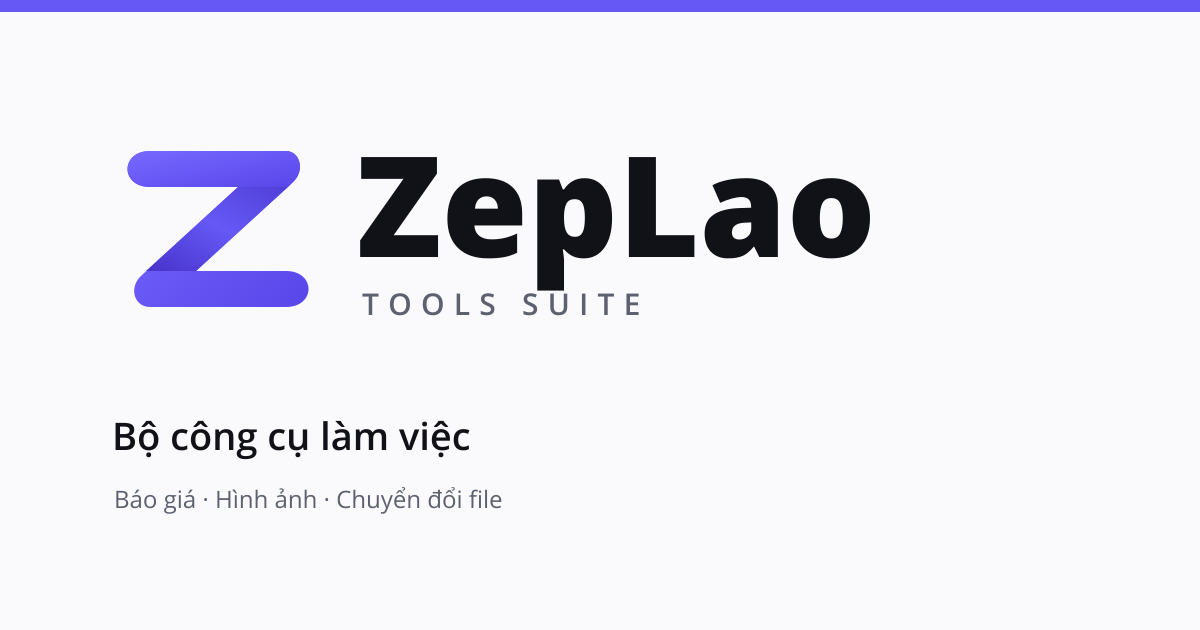 ZepLao
TOOLS SUITE
Bộ công cụ làm việc
Báo giá · Hình ảnh · Chuyển đổi file